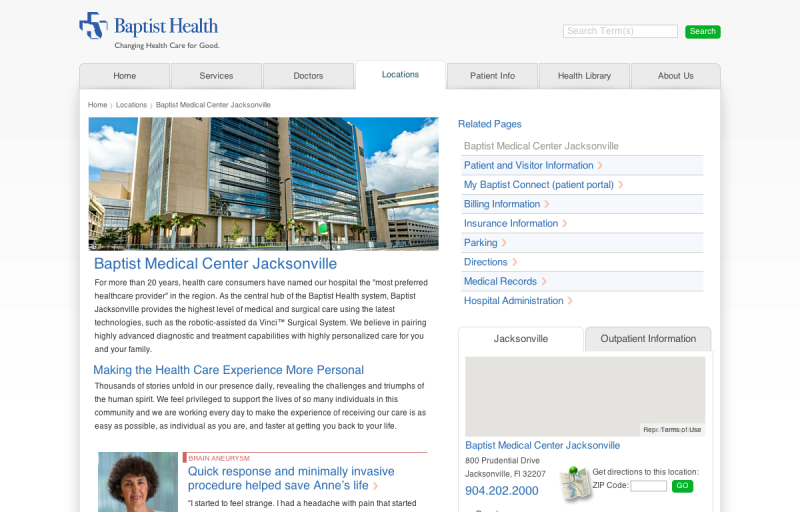 Baptist Health
Changing Health Care for Good.
Search Term(s)
Search
Home
Services
Doctors
Locations
Patient Info
Health Library
About Us
Home
Locations
Baptist Medical Center Jacksonville
Baptist Medical Center Jacksonville
For more than 20 years, health care consumers have named our hospital the "most preferred
healthcare provider" in the region. As the central hub of the Baptist Health system, Baptist
Jacksonville provides the highest level of medical and surgical care using the latest
technologies, such as the robotic-assisted da Vinci™ Surgical System. We believe in pairing
highly advanced diagnostic and treatment capabilities with highly personalized care for you
and your family.
Making the Health Care Experience More Personal
Thousands of stories unfold in our presence daily, revealing the challenges and triumphs of
the human spirit. We feel privileged to support the lives of so many individuals in this
community and we are working every day to make the experience of receiving our care is as
easy as possible, as individual as you are, and faster at getting you back to your life.
BRAIN ANEURYSM
Quick response and minimally invasive
procedure helped save Anne's life
"I started to feel strange. I had a headache with pain that started
Related Pages
Baptist Medical Center Jacksonville
Patient and Visitor Information
My Baptist Connect (patient portal)
Billing Information
Insurance Information
Parking
Directions
Medical Records
Hospital Administration
Jacksonville
Outpatient Information
Terms of Use
Baptist Medical Center Jacksonville
800 Prudential Drive
Jacksonville, Fl 32207
904.202.2000
Get directions to this location:
ZIP Code:
GO